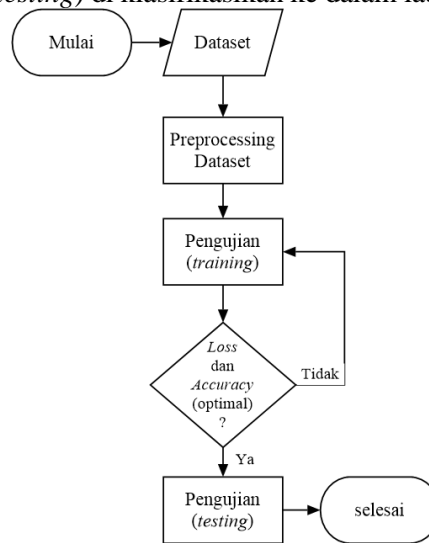 testing) di klasifikasikan ke dalam
Mulai
Dataset
Preprocessing
Dataset
Pengujian
(training)
Loss
dan
Accuracy
(optimal)
?
Tidak
Ya
Pengujian
(testing)
selesai